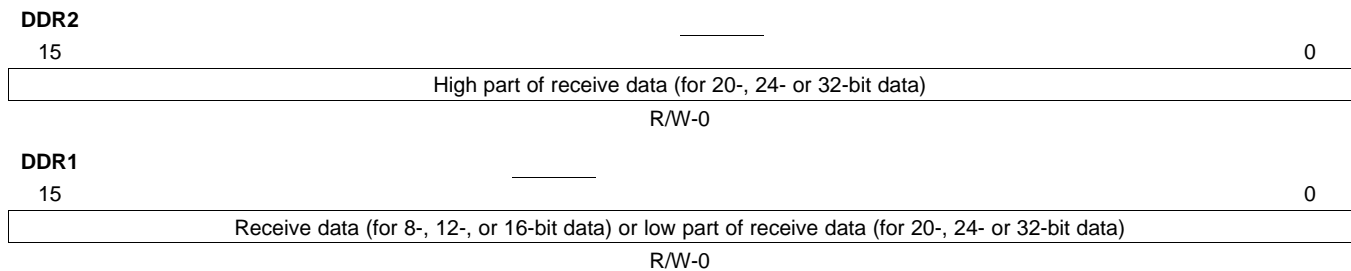 DDR2
15 0
High part of receive data (for 20-, 24- or 32-bit data)
R/W-0
DDR1
15 0
Receive data (for 8-, 12-, or 16-bit data) or low part of receive data (for 20-, 24- or 32-bit data)
R/W-0